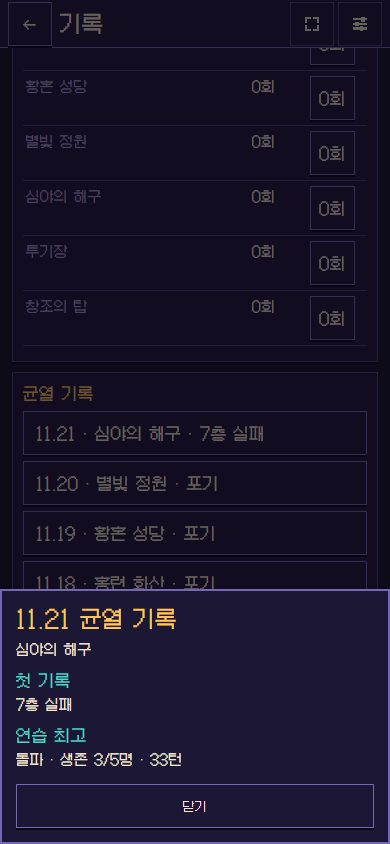 ← 기록
0회
황혼 성당 0회 0회
별빛 정원 0회 0회
심야의 해구 0회 0회
투기장 0회 0회
창조의 탑 0회 0회
균열 기록
11.21 · 심야의 해구 · 7층 실패
11.20 · 별빛 정원 · 포기
11.19 · 황혼 성당 · 포기
11.18 · 홍련 화산 · 포기
11.21 균열 기록
심야의 해구
첫 기록
7층 실패
연습 최고
돌파 · 생존 3/5명 · 33턴
닫기